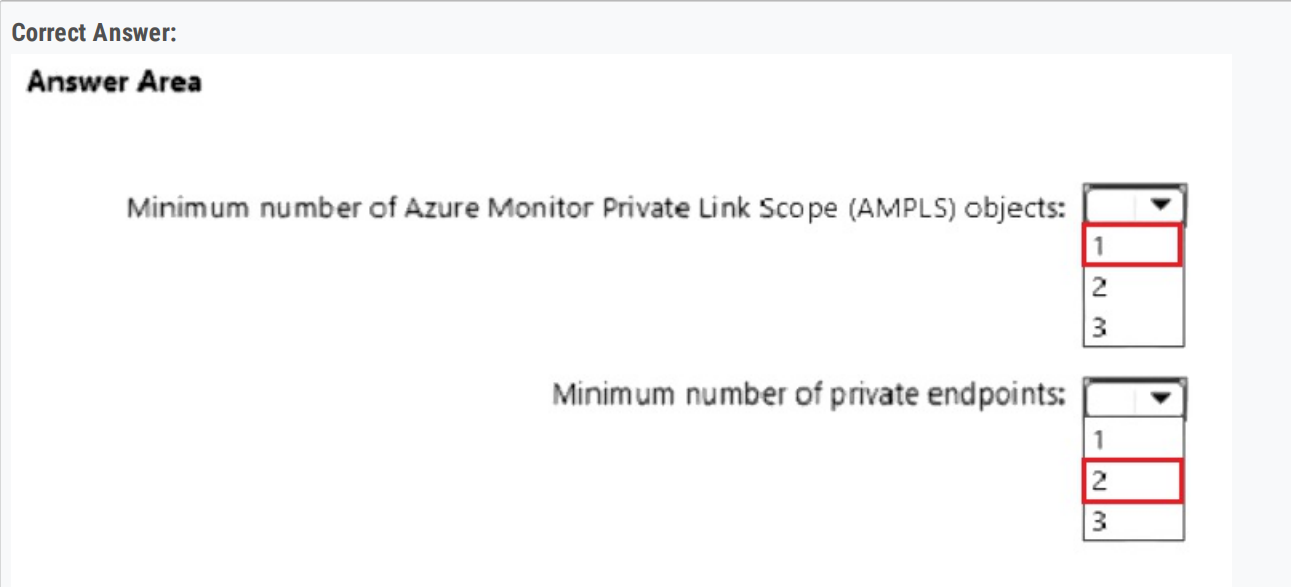 Correct Answer:
Answer Area
Minimum number of Azure Monitor Private Link Scope (AMPLS) objects:
1
2
3
Minimum number of private endpoints:
1
2
3